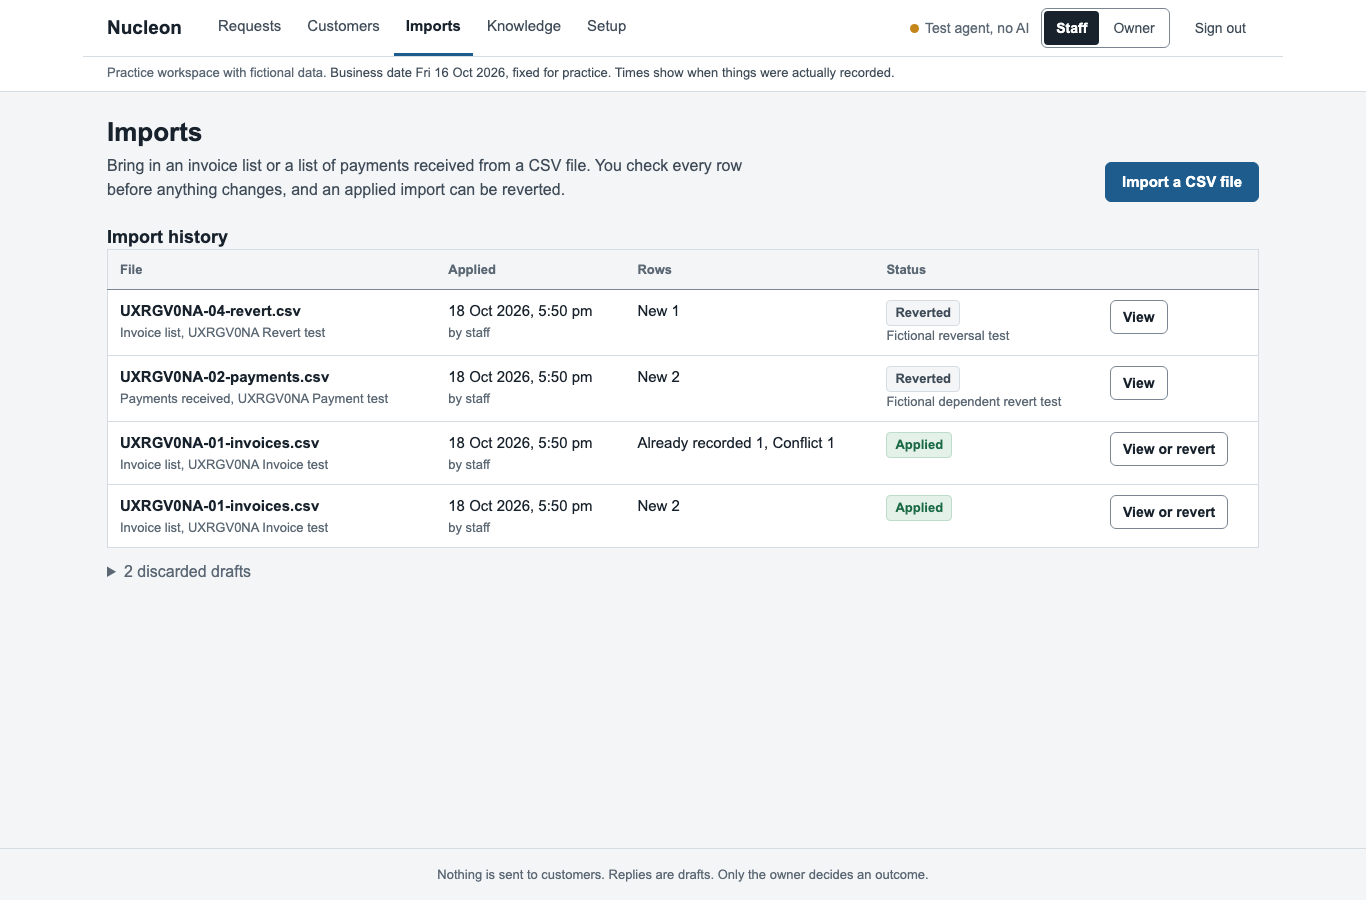 Nucleon
Requests
Customers
Imports
Knowledge
Setup
Test agent, no AI
Staff
Owner
Sign out
Practice workspace with fictional data. Business date Fri 16 Oct 2026, fixed for practice. Times show when things were actually recorded.
Imports
Bring in an invoice list or a list of payments received from a CSV file. You check every row
before anything changes, and an applied import can be reverted.
Import a CSV file
Import history
File Applied Rows Status
UXRGV0NA-04-revert.csv 18 Oct 2026, 5:50 pm New 1 Reverted View
Invoice list, UXRGV0NA Revert test by staff Fictional reversal test
UXRGV0NA-02-payments.csv 18 Oct 2026, 5:50 pm New 2 Reverted View
Payments received, UXRGV0NA Payment test by staff Fictional dependent revert test
UXRGV0NA-01-invoices.csv 18 Oct 2026, 5:50 pm Already recorded 1, Conflict 1 Applied View or revert
Invoice list, UXRGV0NA Invoice test by staff
UXRGV0NA-01-invoices.csv 18 Oct 2026, 5:50 pm New 2 Applied View or revert
Invoice list, UXRGV0NA Invoice test by staff
2 discarded drafts
Nothing is sent to customers. Replies are drafts. Only the owner decides an outcome.